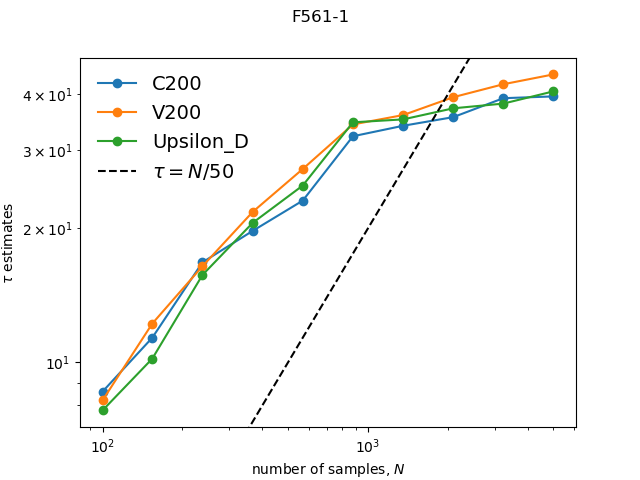 F561-1
C200
V200
Upsilon_D
τ = N/50
τ estimates
4 × 10¹
3 × 10¹
2 × 10¹
10¹
10² 10³
number of samples, N